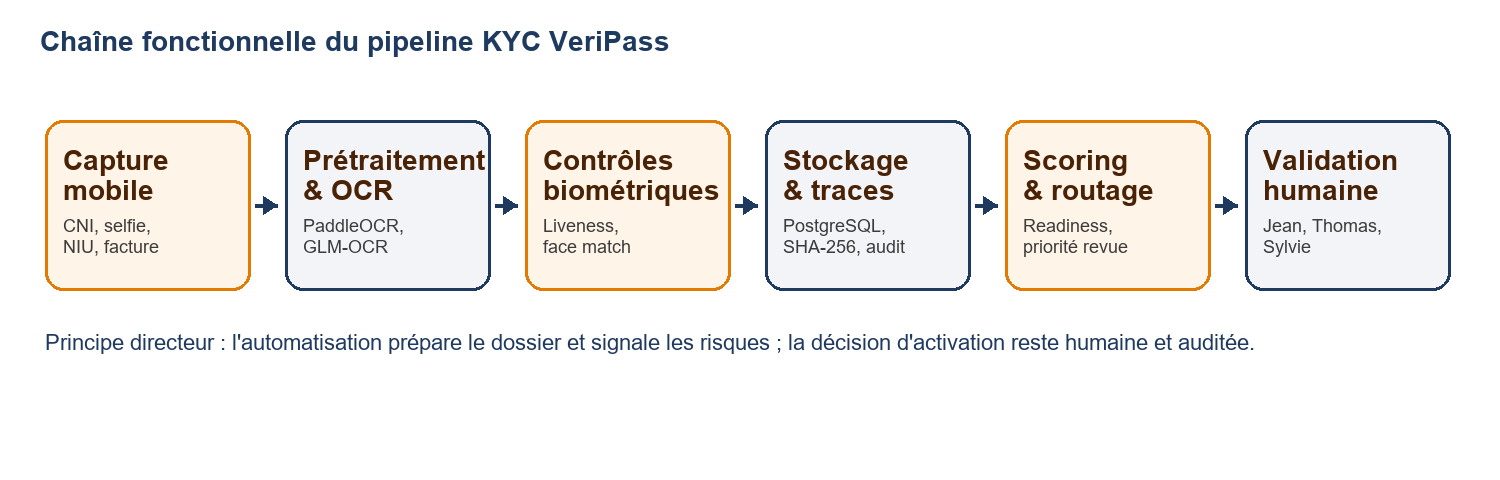 Chaîne fonctionnelle du pipeline KYC VeriPass
Capture
mobile
CNI, selfie,
NIU, facture
Prétraitement
& OCR
PaddleOCR,
GLM-OCR
Contrôles
biométriques
Liveness,
face match
Stockage
& traces
PostgreSQL,
SHA-256, audit
Scoring
& routage
Readiness,
priorité revue
Validation
humaine
Jean, Thomas,
Sylvie
Principe directeur : l'automatisation prépare le dossier et signale les risques ; la décision d'activation reste humaine et auditée.